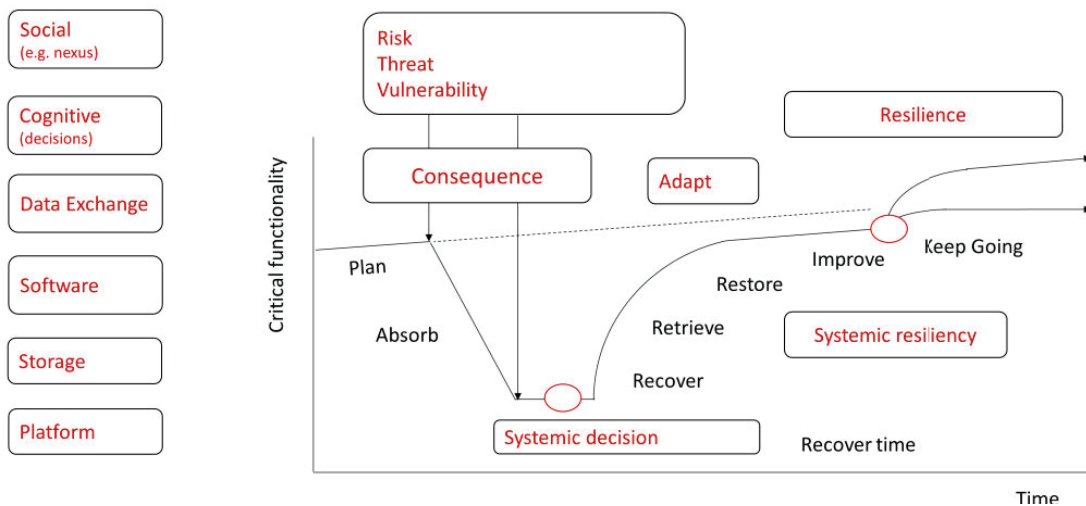 Social
(e.g. nexus)
Cognitive
(decisions)
Data Exchange
Software
Storage
Platform
Risk
Threat
Vulnerability
Consequence
Adapt
Resilience
Critical functionality
Plan
Absorb
Improve
Keep Going
Restore
Retrieve
Recover
Systemic resiliency
Systemic decision
Recover time
Time